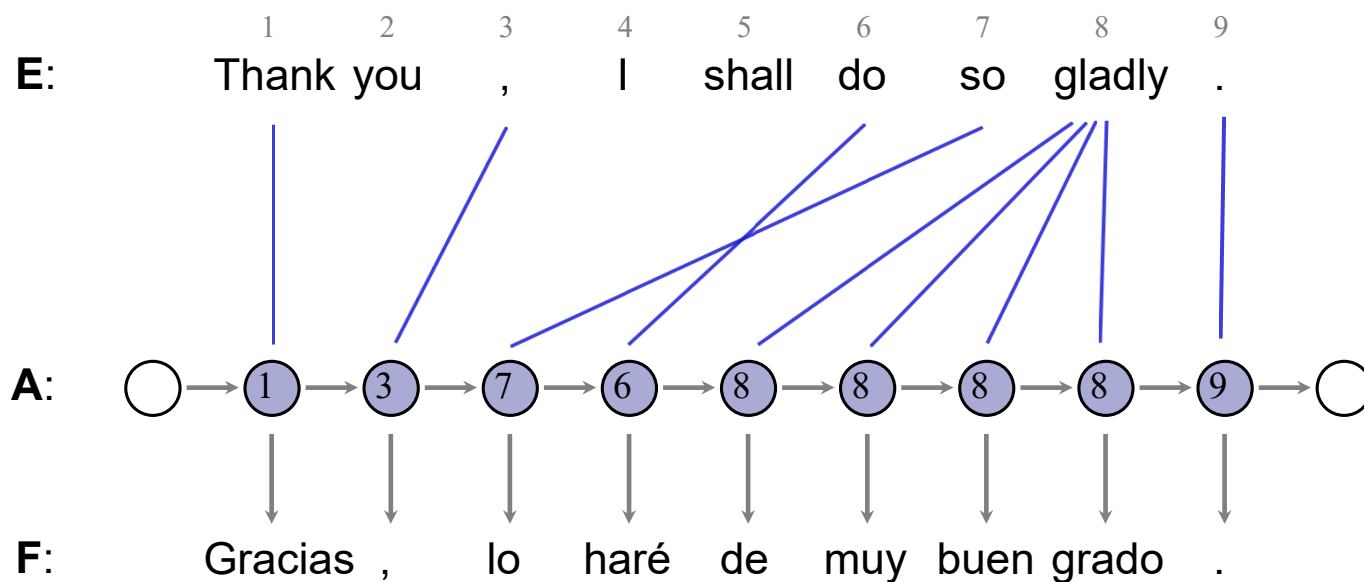 1 2 3 4 5 6 7 8 9
E: Thank you , I shall do so gladly .
A: 1 3 7 6 8 8 8 8 9
F: Gracias , lo haré de muy buen grado .